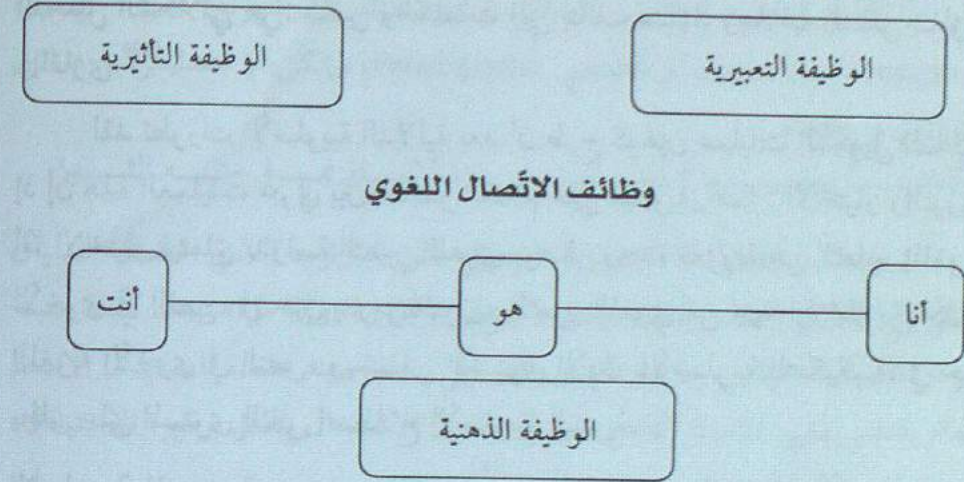 الوظيفة التعبيرية
الوظيفة التأثيرية
وظائف الاتّصال اللغوي
أنا
هو
أنت
الوظيفة الذهنية